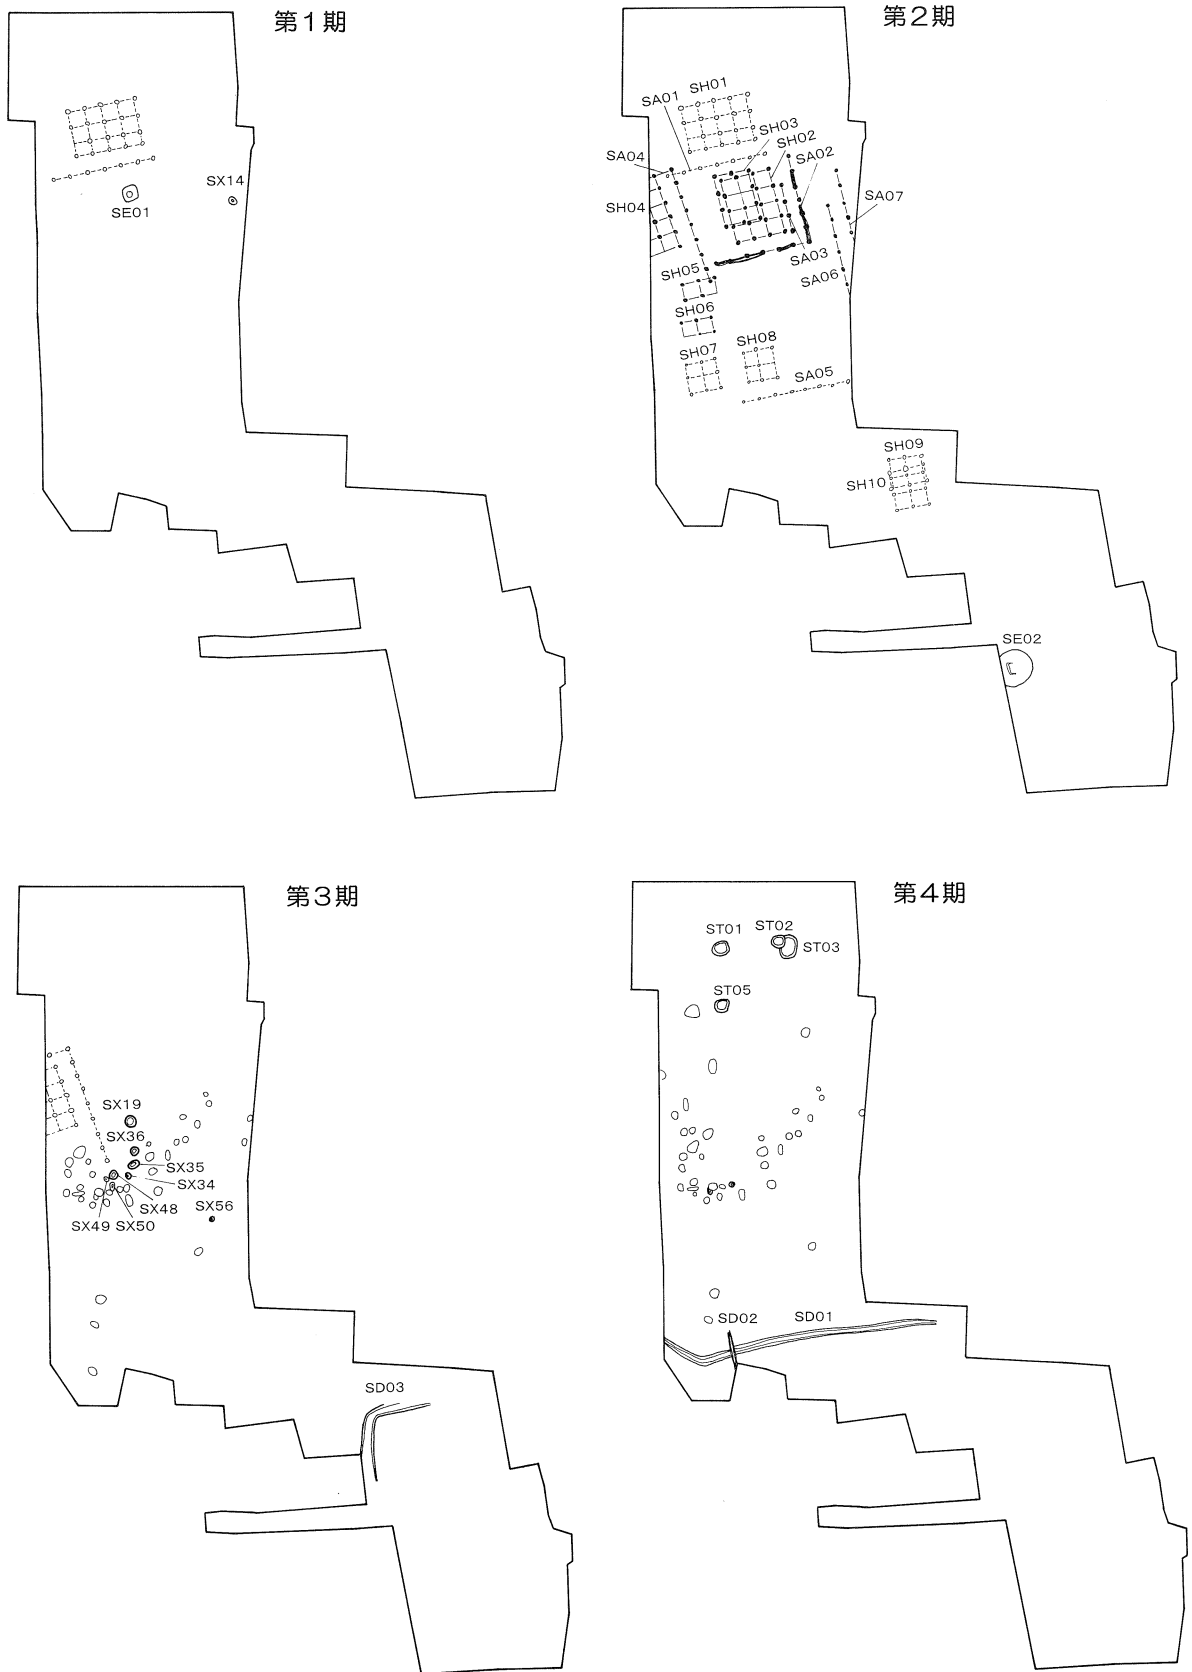 第1期
SX14
SE01
第2期
SH01
SA01
SH03
SH02
SA04
SA02
SA07
SH04
SA03
SH05
SA06
SH06
SH07
SH08
SA05
SH09
SH10
SE02
第3期
SX19
SX36
SX35
SX34
SX48
SX56
SX49 SX50
SD03
第4期
ST01
ST02
ST03
ST05
SD02
SD01